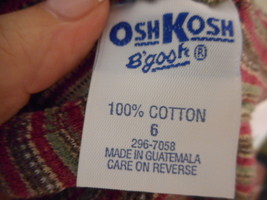 OSHKOSH
B'gosh ®
100% COTTON
6
296-7058
MADE IN GUATEMALA
CARE ON REVERSE